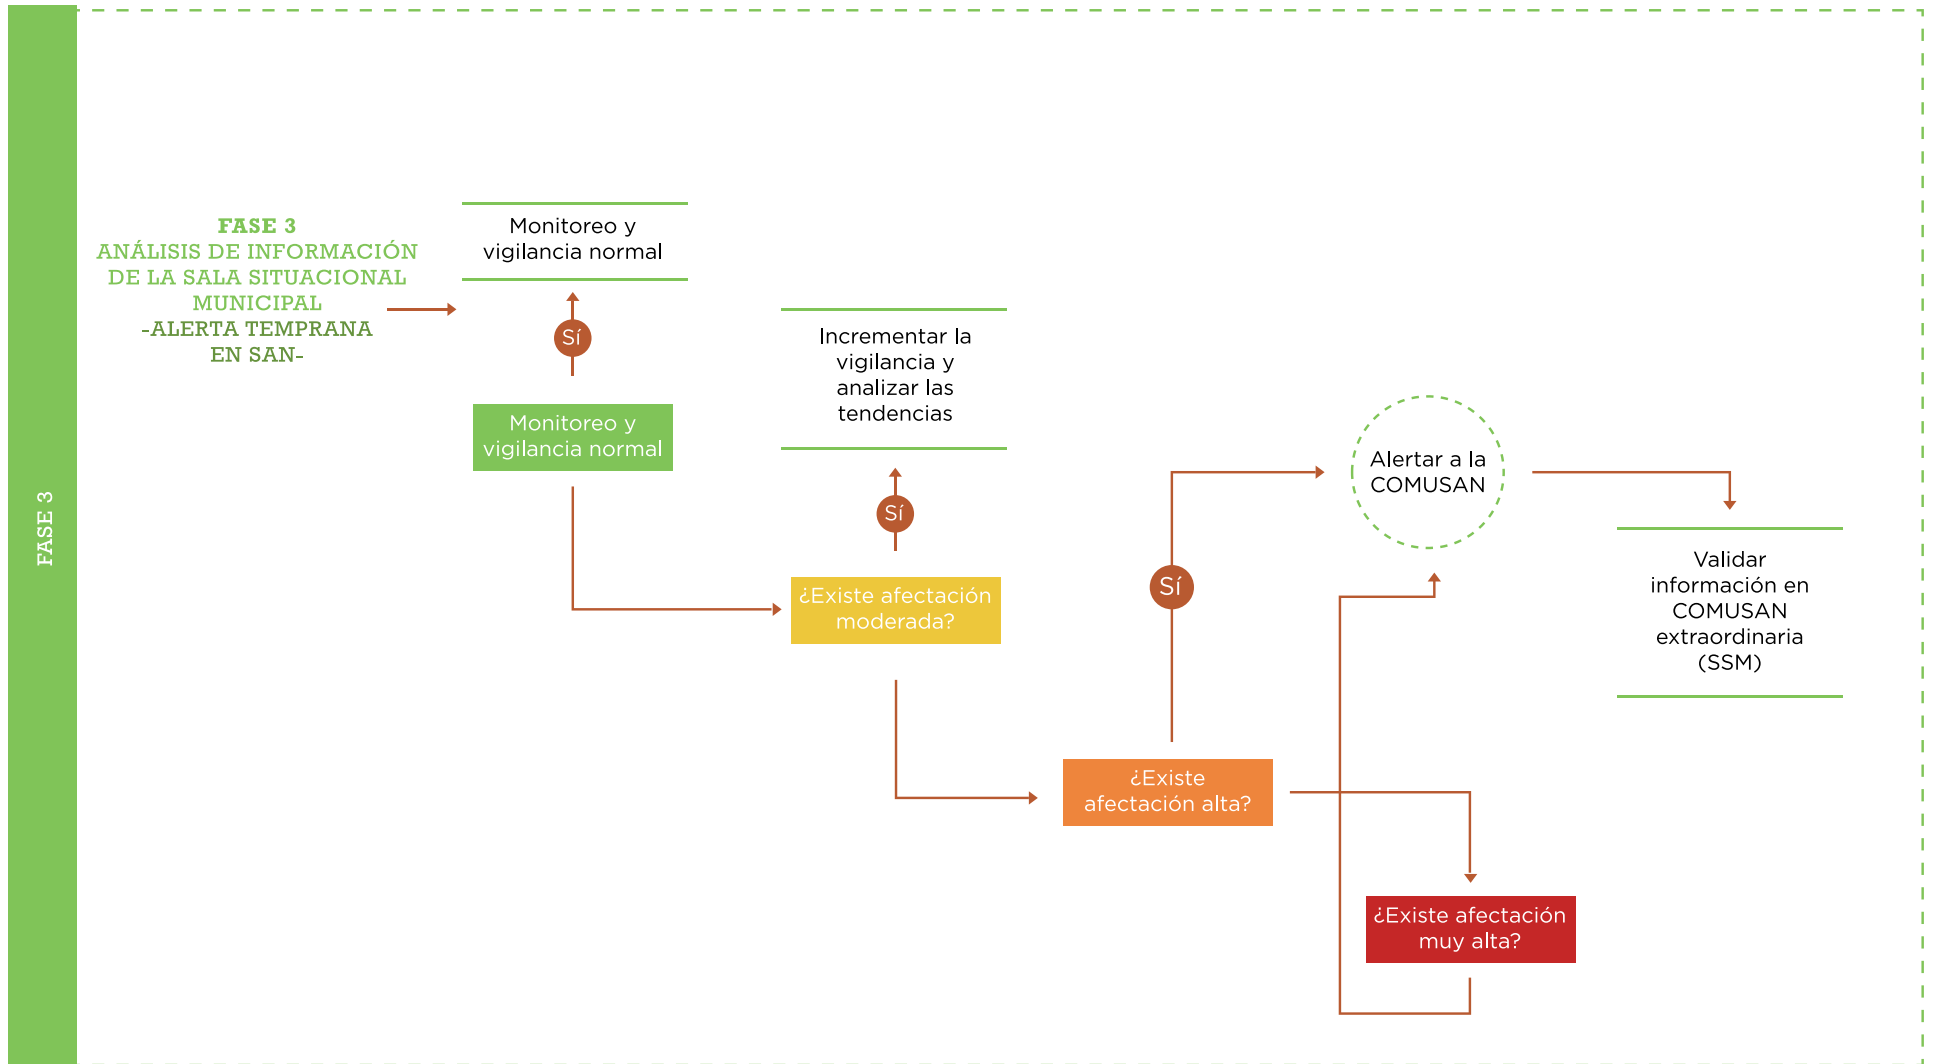 FASE 3
FASE 3
ANÁLISIS DE INFORMACIÓN
DE LA SALA SITUACIONAL
MUNICIPAL
-ALERTA TEMPRANA
EN SAN-
Monitoreo y
vigilancia normal
Sí
Monitoreo y
vigilancia normal
Incrementar la
vigilancia y
analizar las
tendencias
Sí
¿Existe afectación
moderada?
Sí
¿Existe
afectación alta?
Alertar a la
COMUSAN
¿Existe afectación
muy alta?
Validar
información en
COMUSAN
extraordinaria
(SSM)